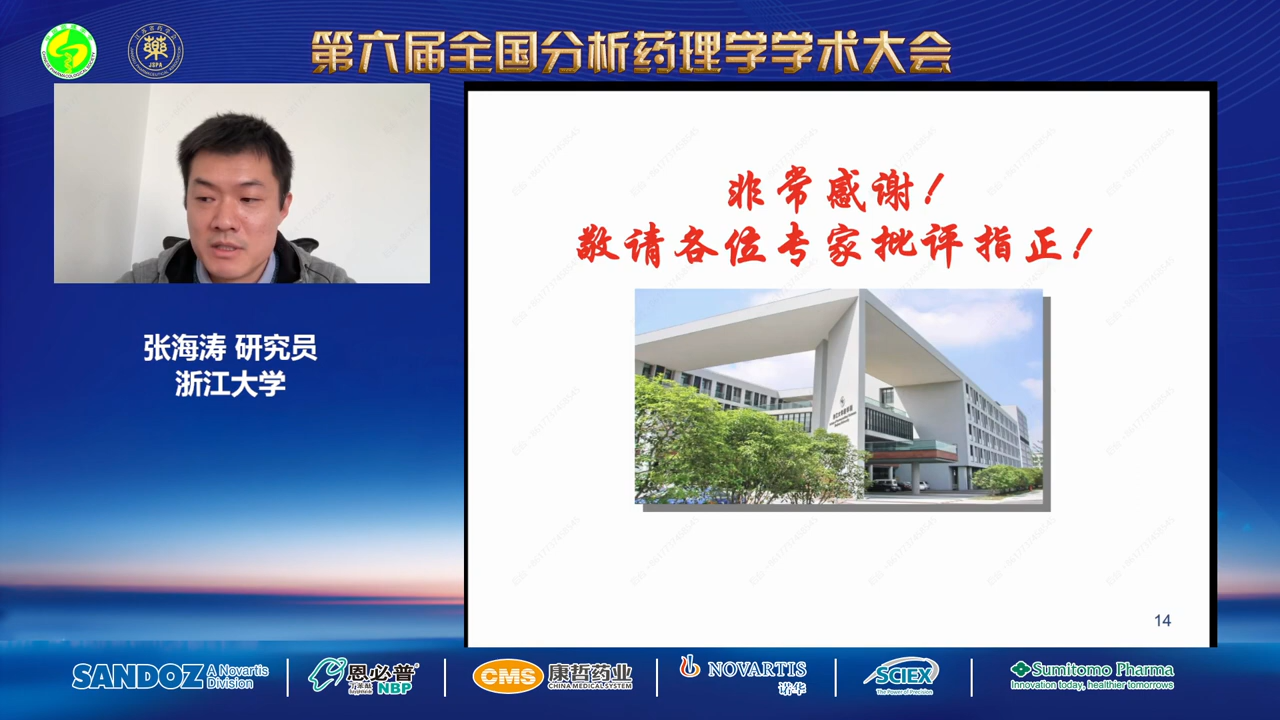 第六届全国分析药理学学术大会
JSPA
张海涛 研究员
浙江大学
非常感谢！
敬请各位专家批评指正！
14
SANDOZ A Novartis Division
恩必普 NBP
CMS 康哲药业
CHINA MEDICAL SYSTEM
NOVARTIS
诺华
SCIEX
The Power of Precision
Sumitomo Pharma
Innovation today, healthier tomorrows